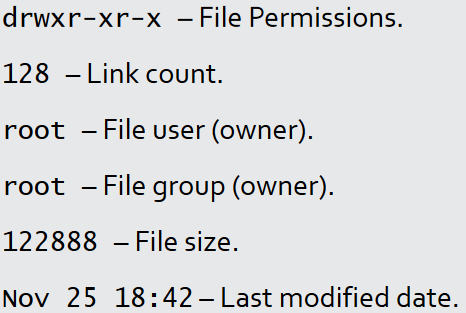 drwxr-xr-x – File Permissions.
128 – Link count.
root – File user (owner).
root – File group (owner).
122888 – File size.
Nov 25 18:42 – Last modified date.